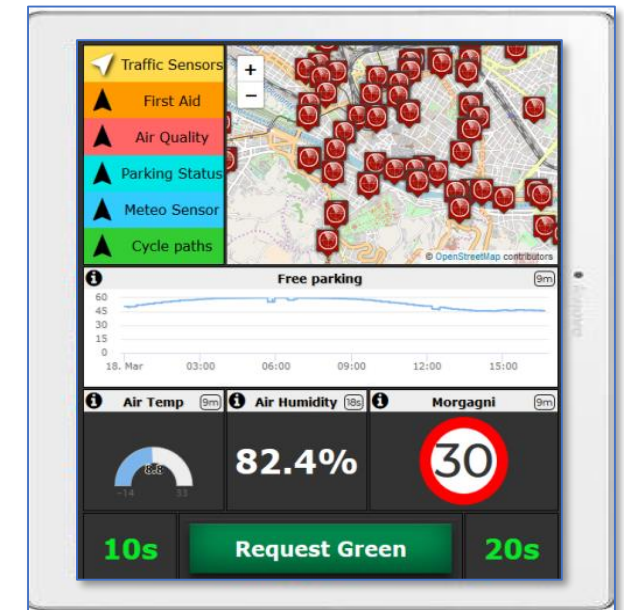 Traffic Sensors
First Aid
Air Quality
Parking Status
Meteo Sensor
Cycle paths
+
−
© OpenStreetMap contributors
Free parking 9m
60
45
30
15
0
18. Mar 03:00 06:00 09:00 12:00 15:00
Air Temp 9m
8.8
-14 33
Air Humidity 18s
82.4%
Morgagni 9m
30
10s
Request Green
20s